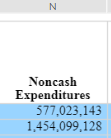 N
Noncash
Expenditures
577,023,143
1,454,099,128